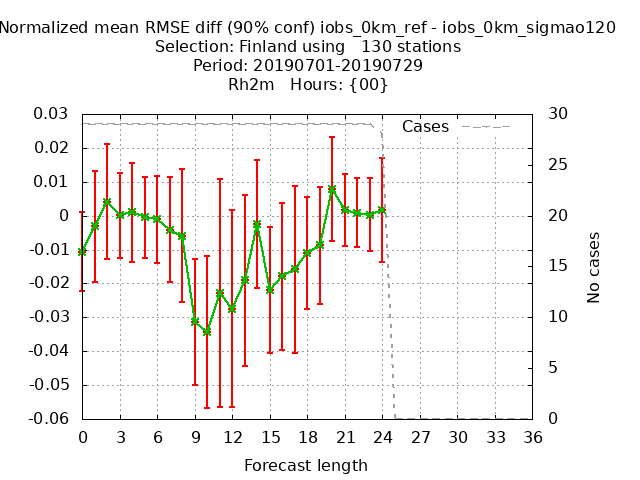 Normalized mean RMSE diff (90% conf) iobs_0km_ref - iobs_0km_sigmao120
Selection: Finland using   130 stations
Period: 20190701-20190729
Rh2m   Hours: {00}
0.03
0.02
0.01
0
-0.01
-0.02
-0.03
-0.04
-0.05
-0.06
Cases
30
25
20
15
10
5
0
No cases
0 3 6 9 12 15 18 21 24 27 30 33 36
Forecast length